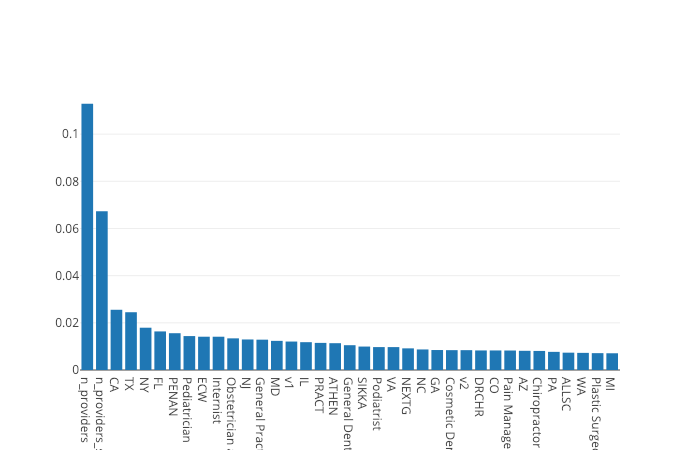 0.1
0.08
0.06
0.04
0.02
0
n_providers
n_providers_
CA
TX
NY
FL
PENAN
Pediatrician
ECW
Internist
Obstetrician
NJ
General Pract
MD
v1
IL
PRACT
ATHEN
General Dent
SIKKA
Podiatrist
VA
NEXTG
NC
GA
Cosmetic Der
v2
DRCHR
CO
Pain Manage
AZ
Chiropractor
PA
ALLSC
WA
Plastic Surge
MI